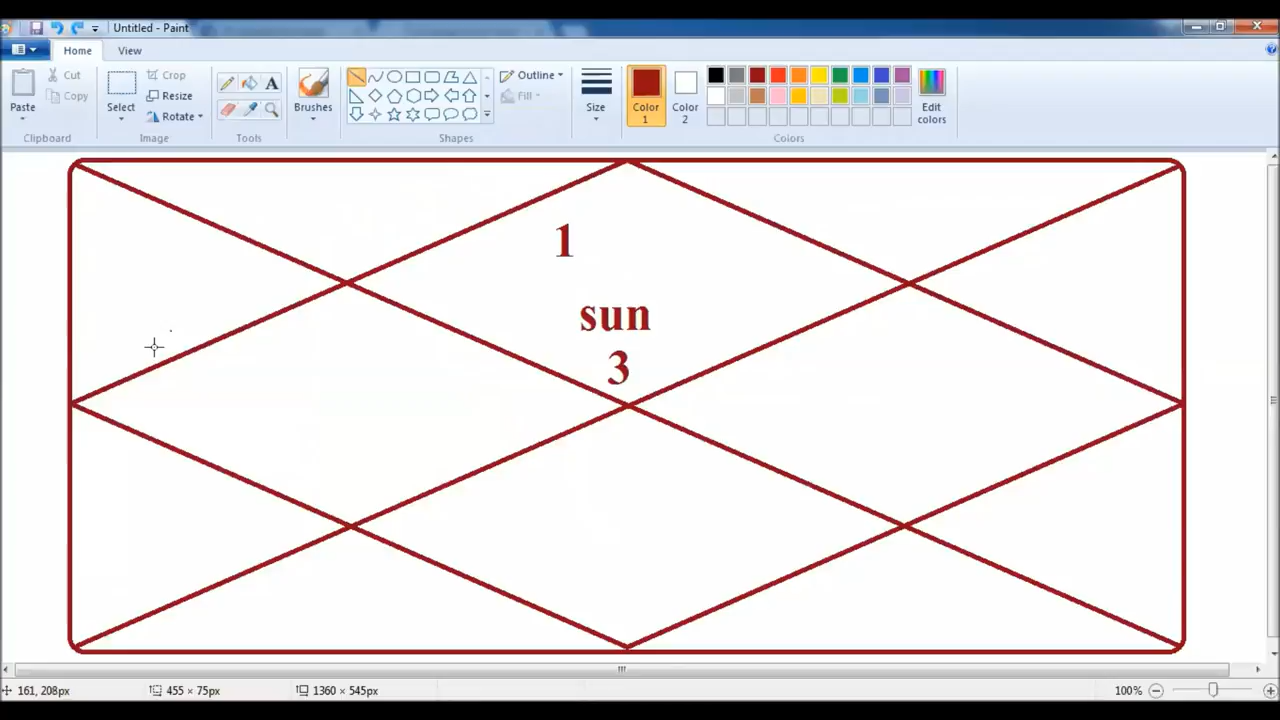 Untitled - Paint
Home
View
Paste
Cut
Copy
Clipboard
Select
Crop
Resize
Rotate
Image
Tools
Brushes
Outline
Fill
Shapes
Size
Color
1
Color
2
Edit
colors
Colors
1
sun
3
161, 208px
455 × 75px
1360 × 545px
100%